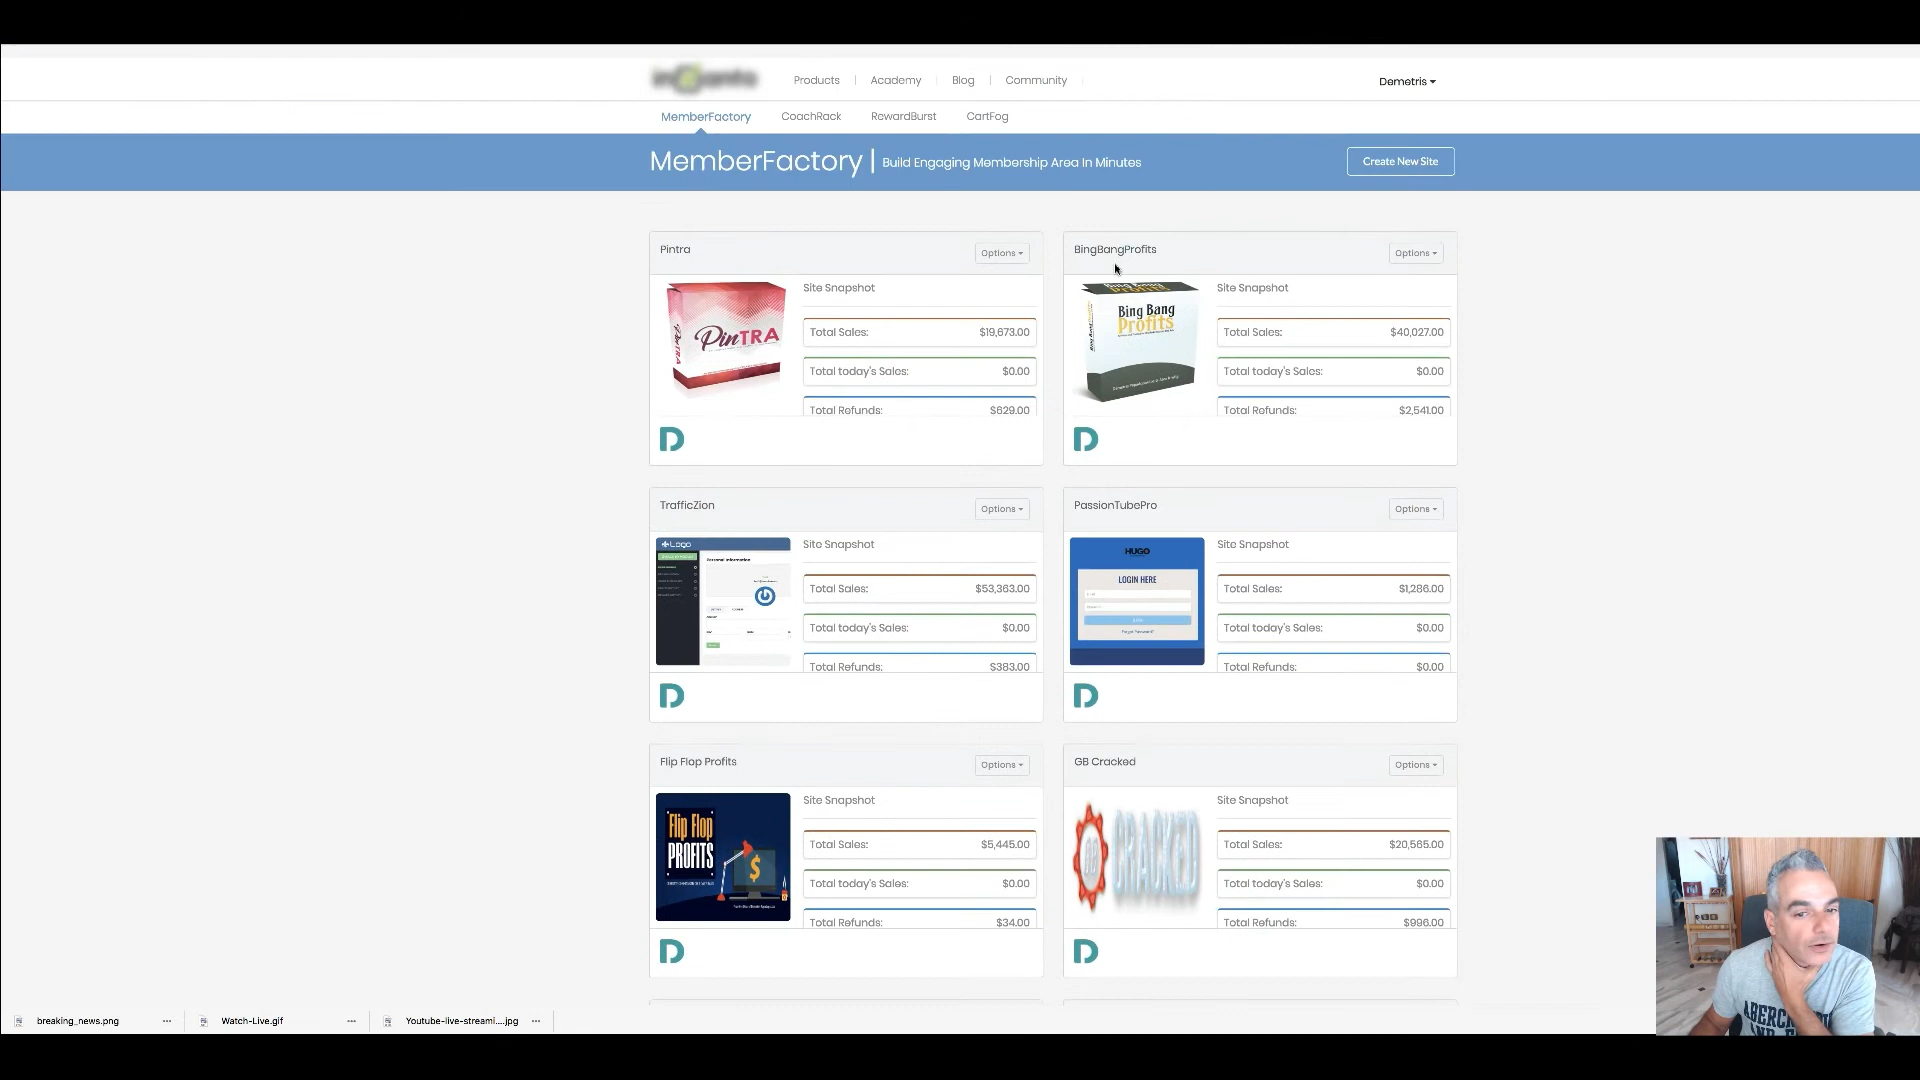 Products
Academy
Blog
Community
Demetris
MemberFactory
CoachRack
RewardBurst
CartFog
MemberFactory | Build Engaging Membership Area In Minutes
Create New Site
Pintra
Options
PinTRA
Site Snapshot
Total Sales: $19,673.00
Total today's Sales: $0.00
Total Refunds: $629.00
D
BingBangProfits
Options
Bing Bang
Profits
Site Snapshot
Total Sales: $40,027.00
Total today's Sales: $0.00
Total Refunds: $2,541.00
D
TrafficZion
Options
Logo
Personal Information
Site Snapshot
Total Sales: $53,363.00
Total today's Sales: $0.00
Total Refunds: $383.00
D
PassionTubePro
Options
HUGO
LOGIN HERE
Forgot Password?
Site Snapshot
Total Sales: $1,286.00
Total today's Sales: $0.00
Total Refunds: $0.00
D
Flip Flop Profits
Options
Flip Flop
PROFITS
$
Site Snapshot
Total Sales: $5,445.00
Total today's Sales: $0.00
Total Refunds: $34.00
D
GB Cracked
Options
CRACKED
Site Snapshot
Total Sales: $20,565.00
Total today's Sales: $0.00
Total Refunds: $996.00
D
breaking_news.png
Watch-Live.gif
Youtube-live-streami....jpg